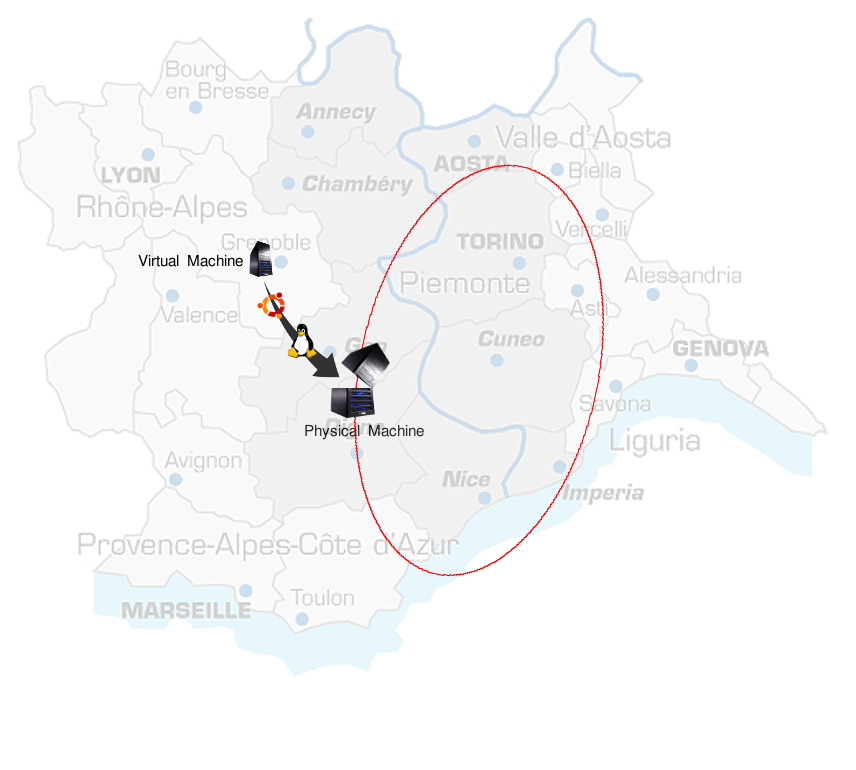 Bourg
en Bresse
Annecy
Valle d'Aosta
AOSTA
LYON
Biella
Chambéry
Rhône-Alpes
Vercelli
Grenoble
TORINO
Virtual Machine
Alessandria
Piemonte
Valence
Asti
Cuneo
Gap
GENOVA
Savona
Digne
Physical Machine
Liguria
Avignon
Nice
Imperia
Provence-Alpes-Côte d'Azur
Toulon
MARSEILLE